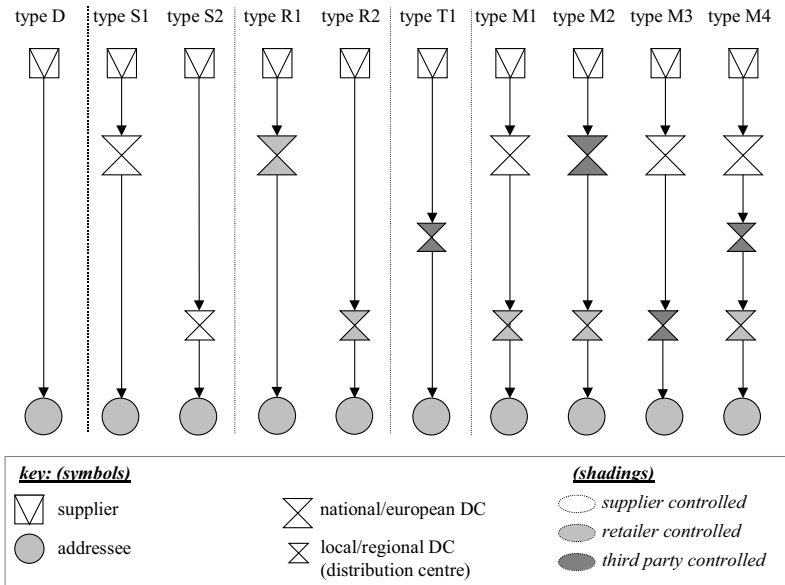 type D type S1 type S2 type R1 type R2 type T1 type M1 type M2 type M3 type M4
key: (symbols)
supplier
addressee
national/european DC
local/regional DC
(distribution centre)
(shadings)
supplier controlled
retailer controlled
third party controlled